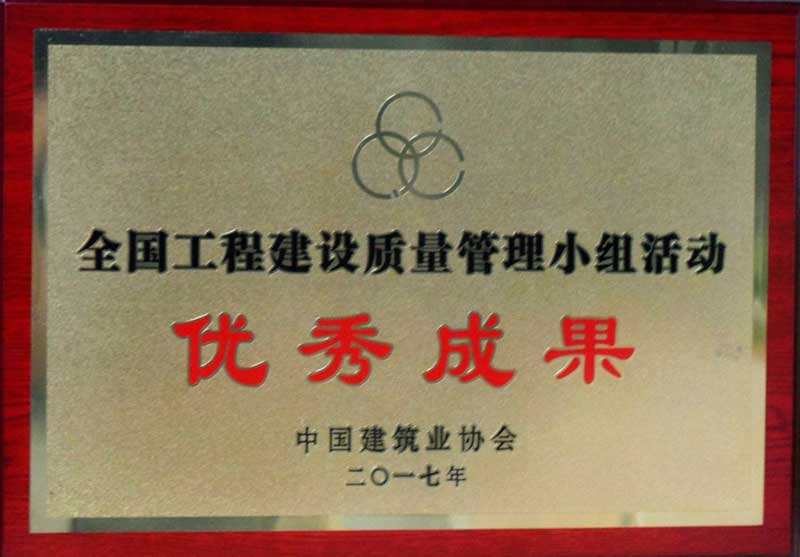 全国工程建设质量管理小组活动
优秀成果
中国建筑业协会
二〇一七年